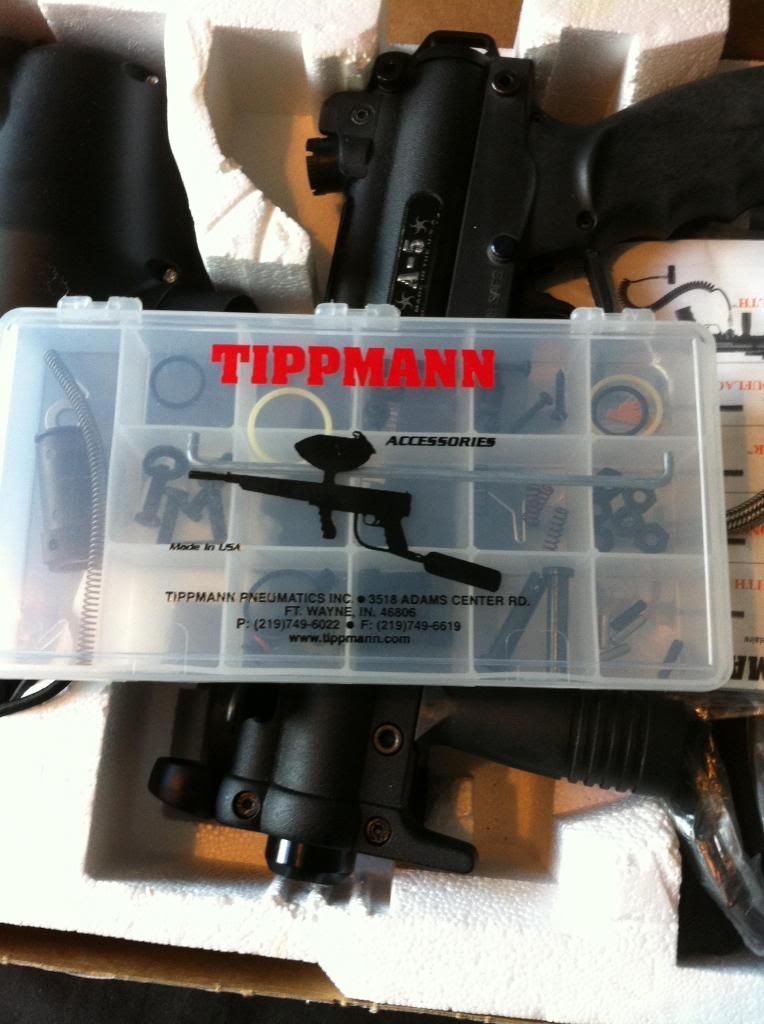 ★ A-5 ★
TIPPMANN
ACCESSORIES
Made In USA
TIPPMANN PNEUMATICS INC. ● 3518 ADAMS CENTER RD.
FT. WAYNE, IN. 46806
P: (219)749-6022 ● F: (219)749-6619
www.tippmann.com